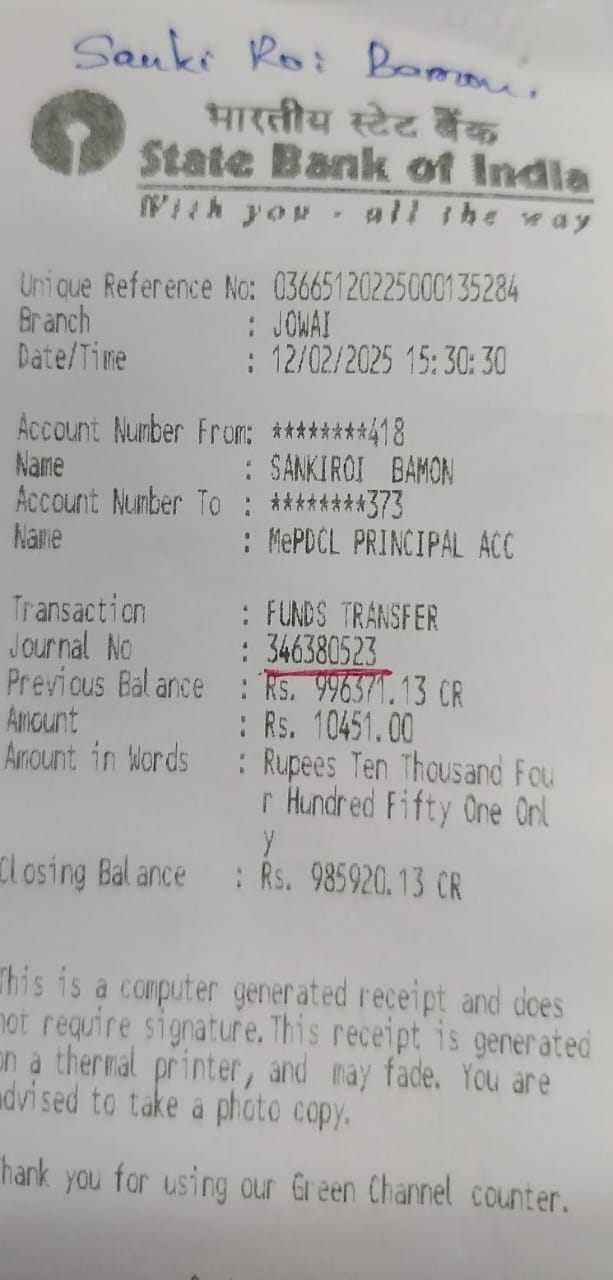 Sanki Roi Bamon.
भारतीय स्टेट बैंक
State Bank of India
With you - all the way
Unique Reference No: 03665120225000135284
Branch : JOWAI
Date/Time : 12/02/2025 15:30:30
Account Number From: ********418
Name : SANKIROI BAMON
Account Number To : ********373
Name : MePDCL PRINCIPAL ACC
Transaction : FUNDS TRANSFER
Journal No : 346380523
Previous Balance : Rs. 996371.13 CR
Amount : Rs. 10451.00
Amount in Words : Rupees Ten Thousand Fou
r Hundred Fifty One Onl
y
Closing Balance : Rs. 985920.13 CR
This is a computer generated receipt and does
not require signature. This receipt is generated
on a thermal printer, and may fade. You are
advised to take a photo copy.
Thank you for using our Green Channel counter.